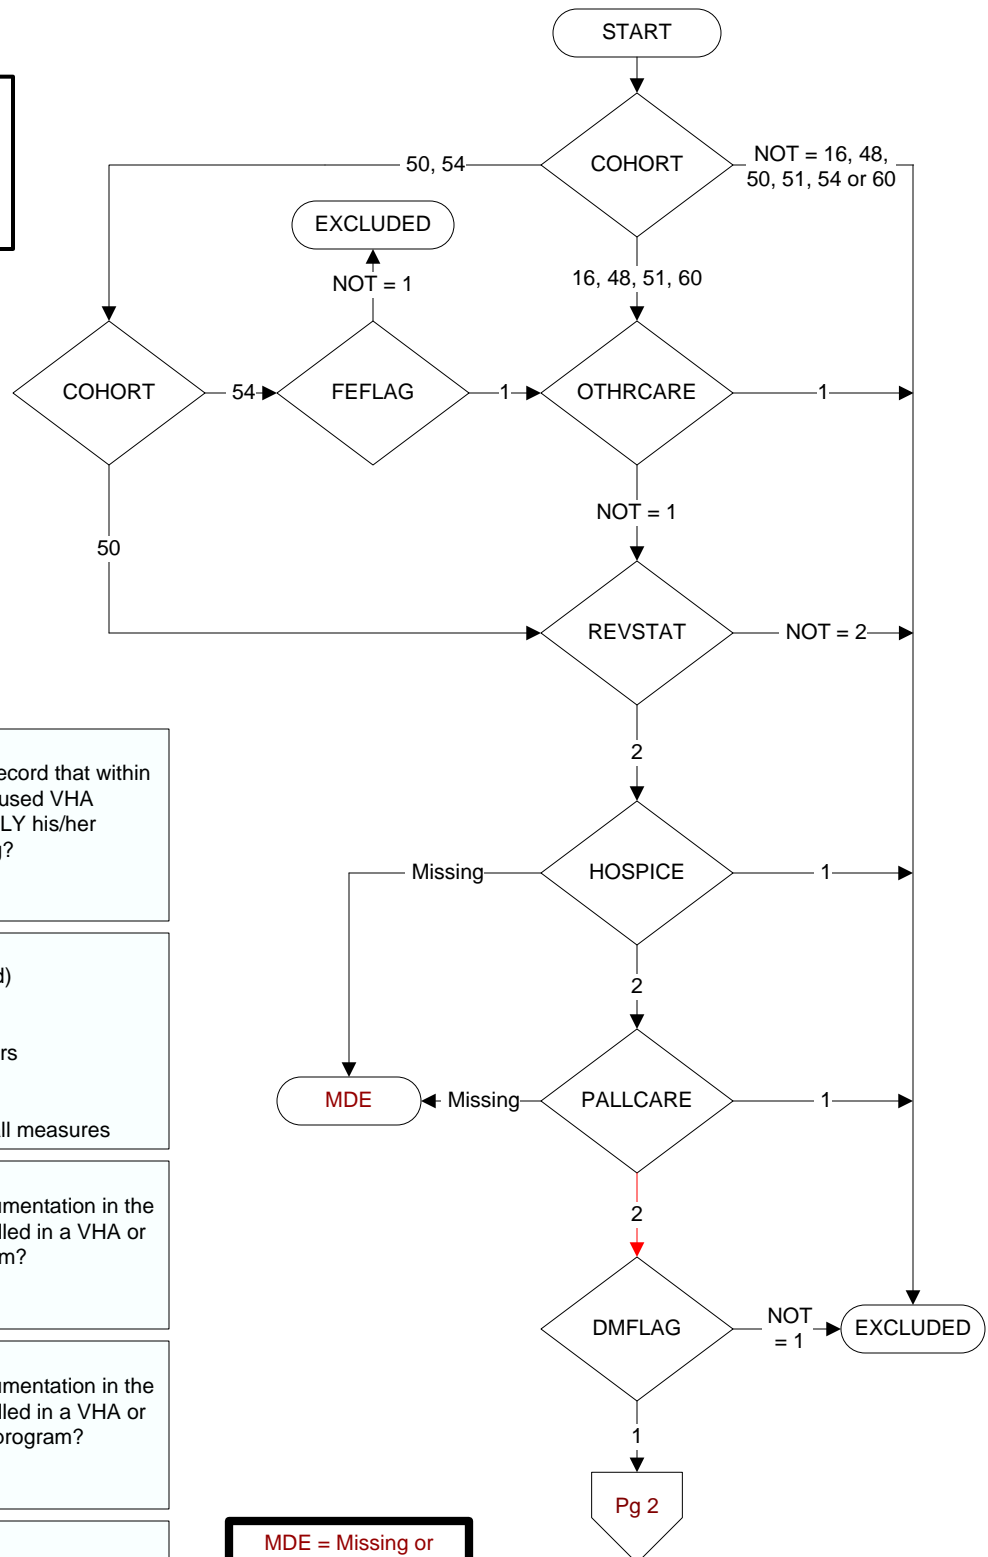 START
COHORT
50, 54
NOT = 16, 48,
50, 51, 54 or 60
EXCLUDED
NOT = 1
16, 48, 51, 60
COHORT
54
FEFLAG
1
OTHRCARE
1
NOT = 1
50
REVSTAT
NOT = 2
2
ecord that within
used VHA
LY his/her
g?
HOSPICE
Missing
1
2
d)
rs
ll measures
MDE
Missing
PALLCARE
1
2
umentation in the
lled in a VHA or
m?
DMFLAG
NOT
= 1
EXCLUDED
umentation in the
lled in a VHA or
program?
1
Pg 2
MDE = Missing or